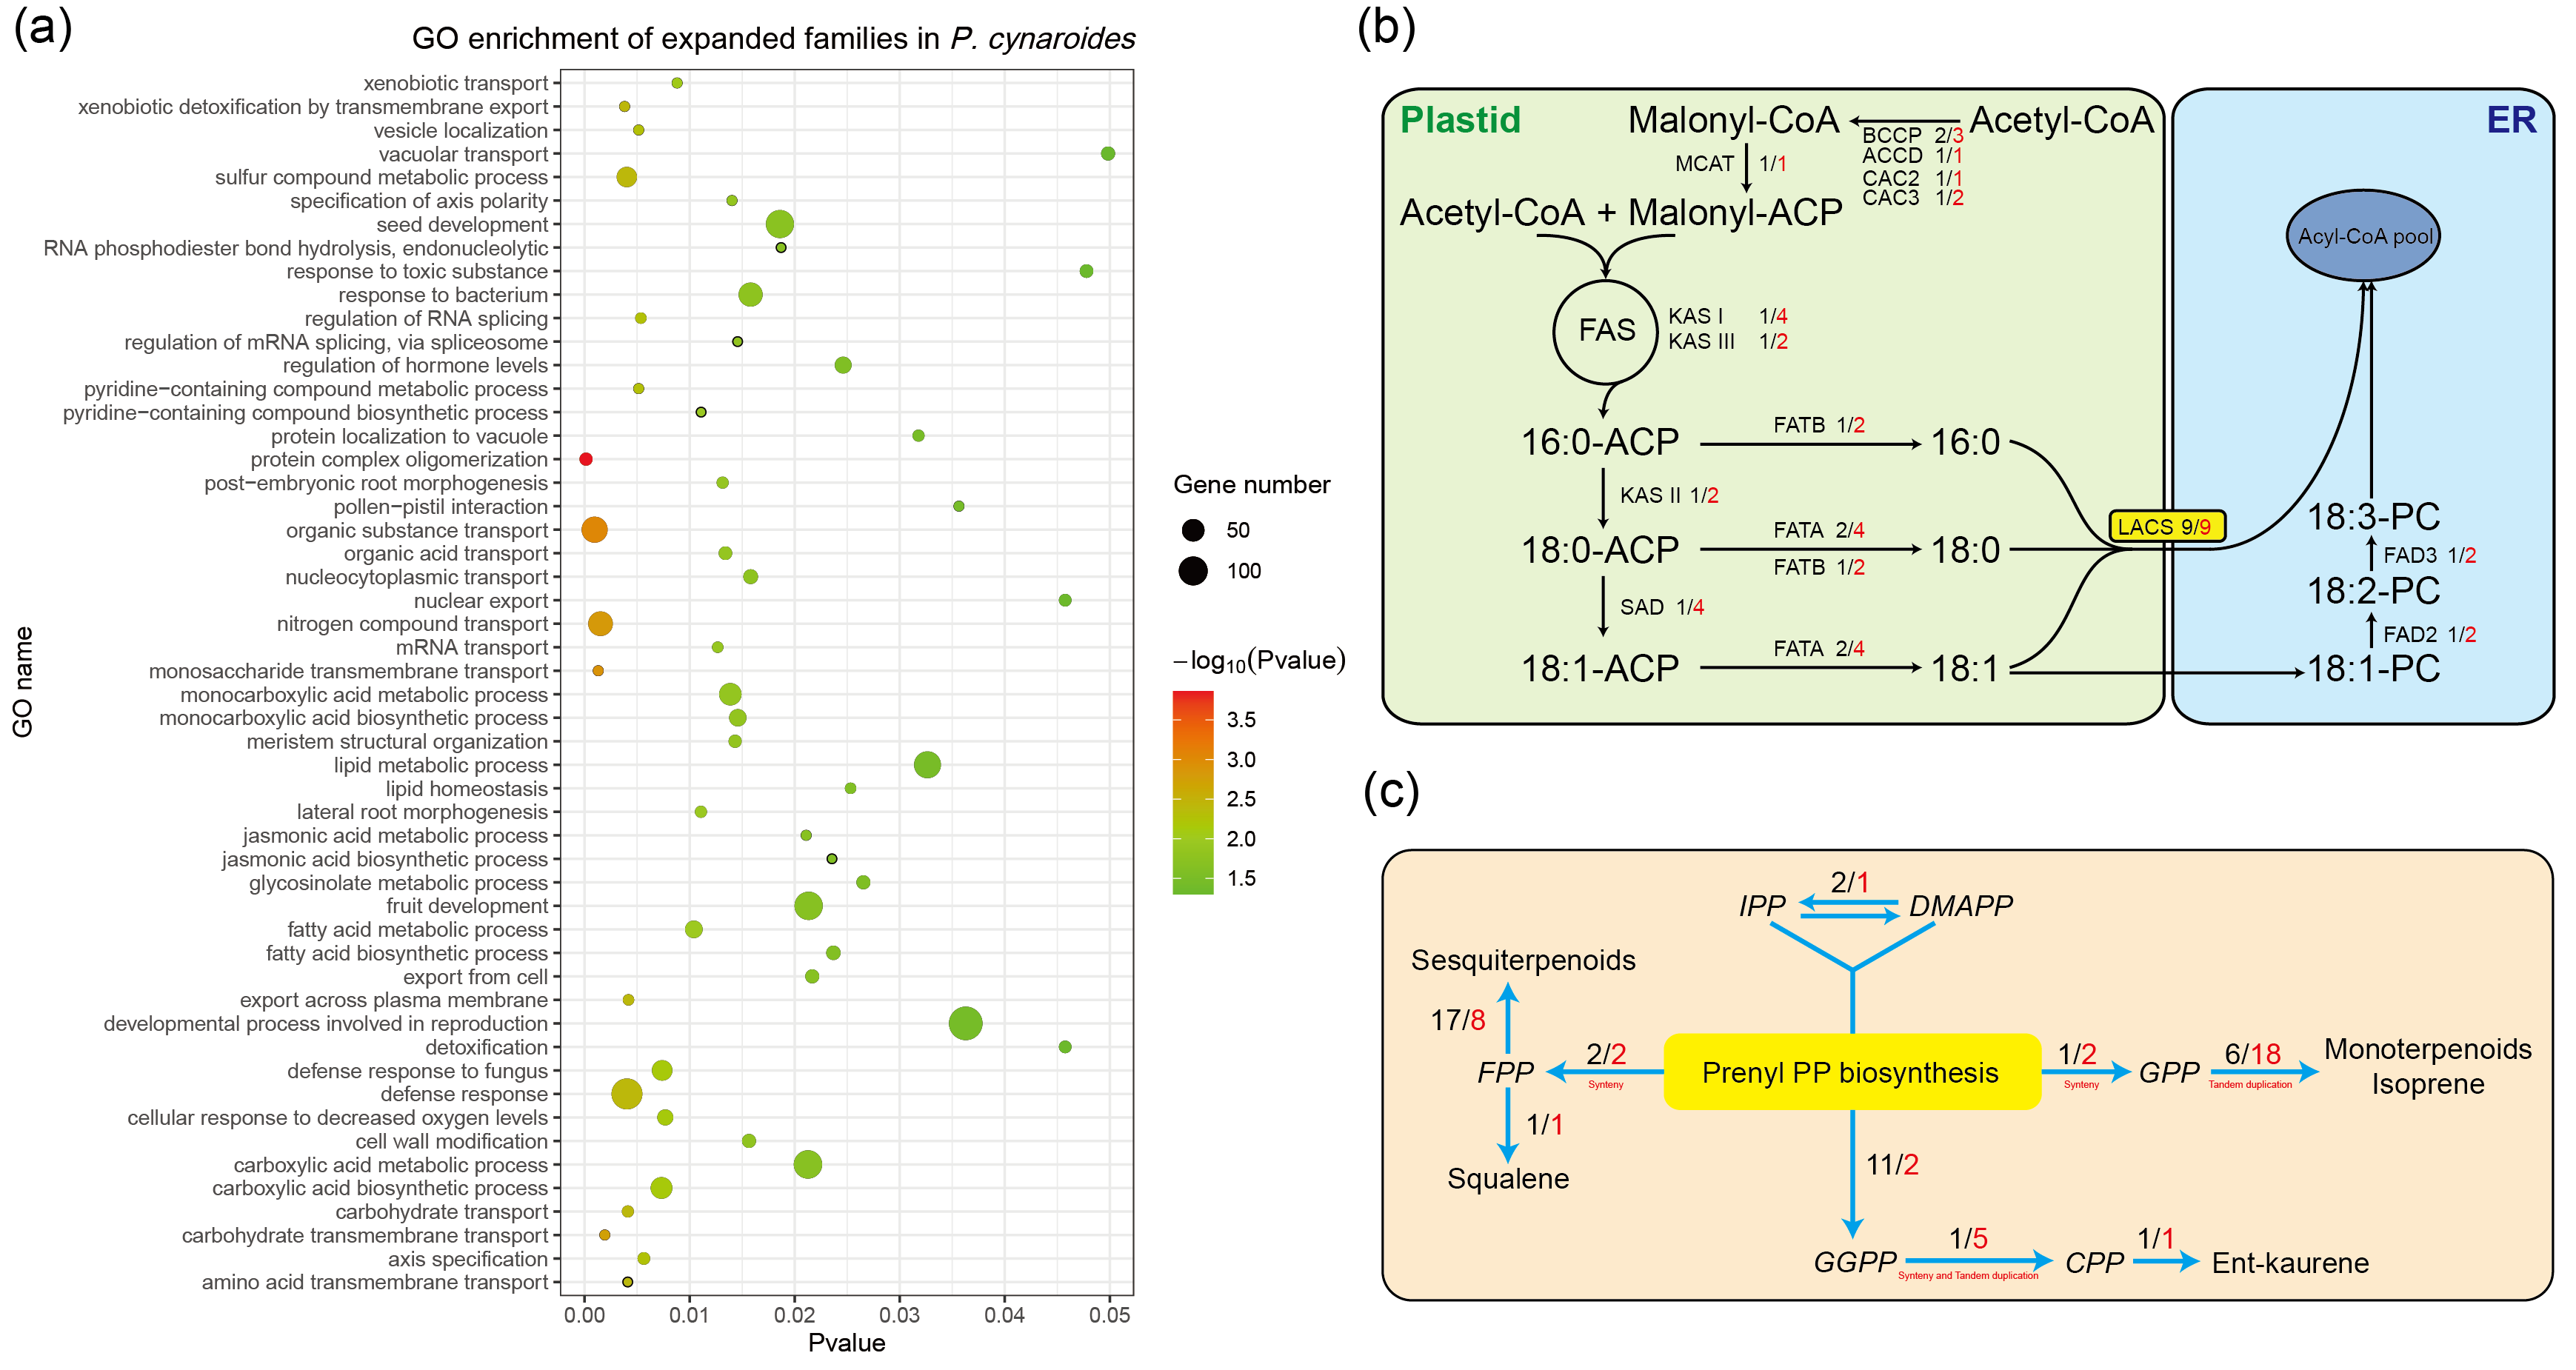 (a)
GO enrichment of expanded families in P. cynaroides
xenobiotic transport
xenobiotic detoxification by transmembrane export
vesicle localization
vacuolar transport
sulfur compound metabolic process
specification of axis polarity
seed development
RNA phosphodiester bond hydrolysis, endonucleolytic
response to toxic substance
response to bacterium
regulation of RNA splicing
regulation of mRNA splicing, via spliceosome
regulation of hormone levels
pyridine−containing compound metabolic process
pyridine−containing compound biosynthetic process
protein localization to vacuole
protein complex oligomerization
post−embryonic root morphogenesis
pollen−pistil interaction
organic substance transport
organic acid transport
nucleocytoplasmic transport
nuclear export
nitrogen compound transport
mRNA transport
monosaccharide transmembrane transport
monocarboxylic acid metabolic process
monocarboxylic acid biosynthetic process
meristem structural organization
lipid metabolic process
lipid homeostasis
lateral root morphogenesis
jasmonic acid metabolic process
jasmonic acid biosynthetic process
glycosinolate metabolic process
fruit development
fatty acid metabolic process
fatty acid biosynthetic process
export from cell
export across plasma membrane
developmental process involved in reproduction
detoxification
defense response to fungus
defense response
cellular response to decreased oxygen levels
cell wall modification
carboxylic acid metabolic process
carboxylic acid biosynthetic process
carbohydrate transport
carbohydrate transmembrane transport
axis specification
amino acid transmembrane transport
GO name
0.00 0.01 0.02 0.03 0.04 0.05
Pvalue
Gene number
50
100
−log10(Pvalue)
3.5
3.0
2.5
2.0
1.5
(b)
Plastid
Malonyl-CoA
Acetyl-CoA
BCCP 2/3
ACCD 1/1
CAC2 1/1
CAC3 1/2
MCAT 1/1
Acetyl-CoA + Malonyl-ACP
FAS
KAS I 1/4
KAS III 1/2
16:0-ACP
FATB 1/2
16:0
KAS II 1/2
18:0-ACP
FATA 2/4
FATB 1/2
18:0
SAD 1/4
18:1-ACP
FATA 2/4
18:1
LACS 9/9
ER
Acyl-CoA pool
18:3-PC
FAD3 1/2
18:2-PC
FAD2 1/2
18:1-PC
(c)
2/1
IPP
DMAPP
Sesquiterpenoids
17/8
FPP
2/2
Synteny
Prenyl PP biosynthesis
1/2
Synteny
GPP
6/18
Tandem duplication
Monoterpenoids
Isoprene
1/1
Squalene
11/2
GGPP
1/5
Synteny and Tandem duplication
CPP
1/1
Ent-kaurene